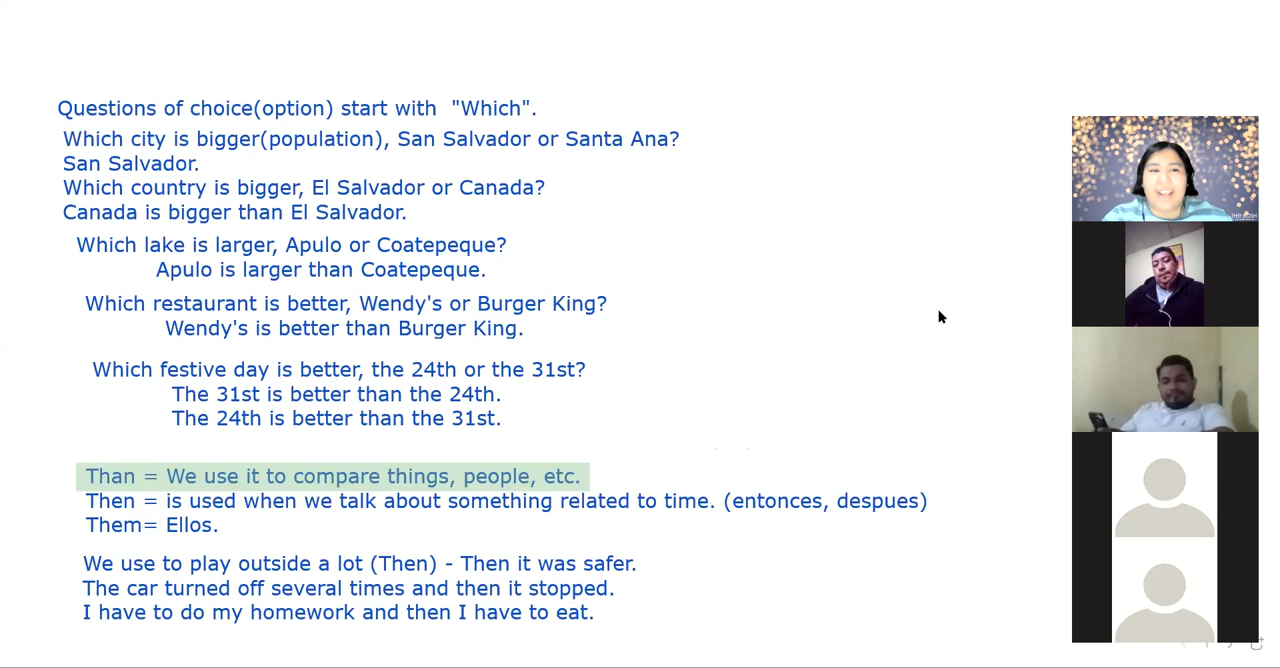 Questions of choice(option) start with  "Which".
Which city is bigger(population), San Salvador or Santa Ana?
San Salvador.
Which country is bigger, El Salvador or Canada?
Canada is bigger than El Salvador.
Which lake is larger, Apulo or Coatepeque?
Apulo is larger than Coatepeque.
Which restaurant is better, Wendy's or Burger King?
Wendy's is better than Burger King.
Which festive day is better, the 24th or the 31st?
The 31st is better than the 24th.
The 24th is better than the 31st.
Than = We use it to compare things, people, etc.
Then = is used when we talk about something related to time. (entonces, despues)
Them= Ellos.
We use to play outside a lot (Then) - Then it was safer.
The car turned off several times and then it stopped.
I have to do my homework and then I have to eat.